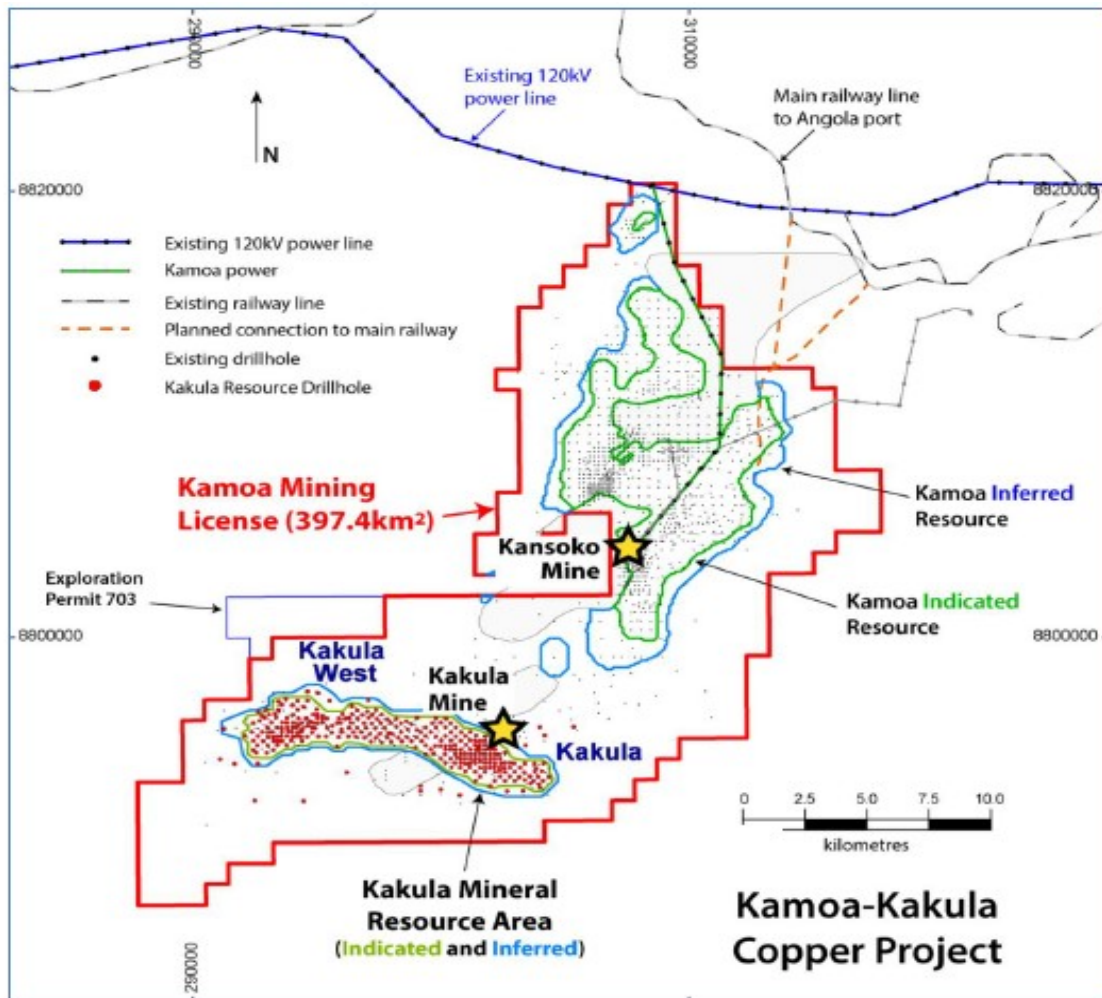 290000
310000
Existing 120kV
power line
Main railway line
to Angola port
N
8820000
8820000
Existing 120kV power line
Kamoa power
Existing railway line
Planned connection to main railway
Existing drillhole
Kakula Resource Drillhole
Kamoa Mining
License (397.4km²)
Kamoa Inferred
Resource
Kansoko
Mine
Exploration
Permit 703
Kamoa Indicated
Resource
8800000
8800000
Kakula
West
Kakula
Mine
Kakula
0 2.5 5.0 7.5 10.0
kilometres
Kakula Mineral
Resource Area
(Indicated and Inferred)
Kamoa-Kakula
Copper Project
290000
310000